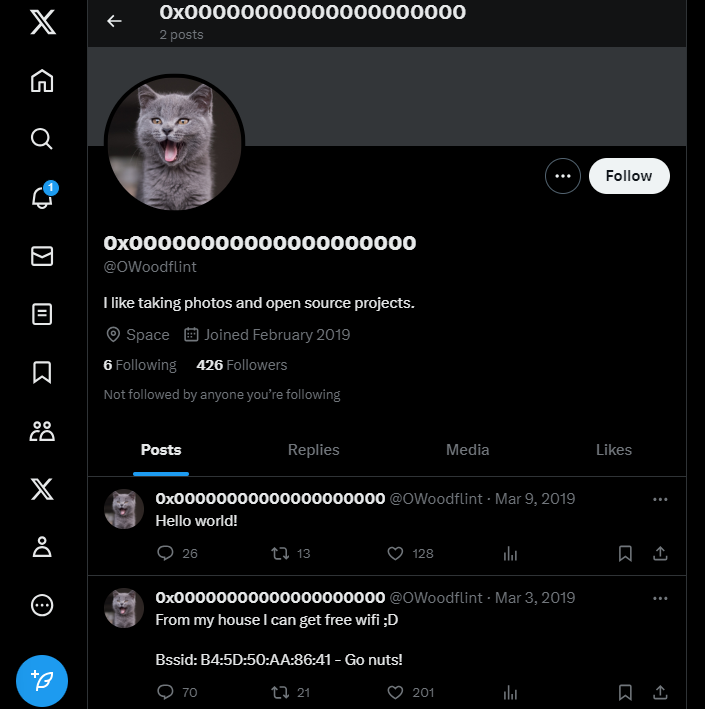 0x00000000000000000000
2 posts
Follow
0x00000000000000000000
@OWoodflint
I like taking photos and open source projects.
Space Joined February 2019
6 Following 426 Followers
Not followed by anyone you're following
Posts Replies Media Likes
0x00000000000000000000 @OWoodflint · Mar 9, 2019
Hello world!
26 13 128
0x00000000000000000000 @OWoodflint · Mar 3, 2019
From my house I can get free wifi ;D
Bssid: B4:5D:50:AA:86:41 - Go nuts!
70 21 201
1